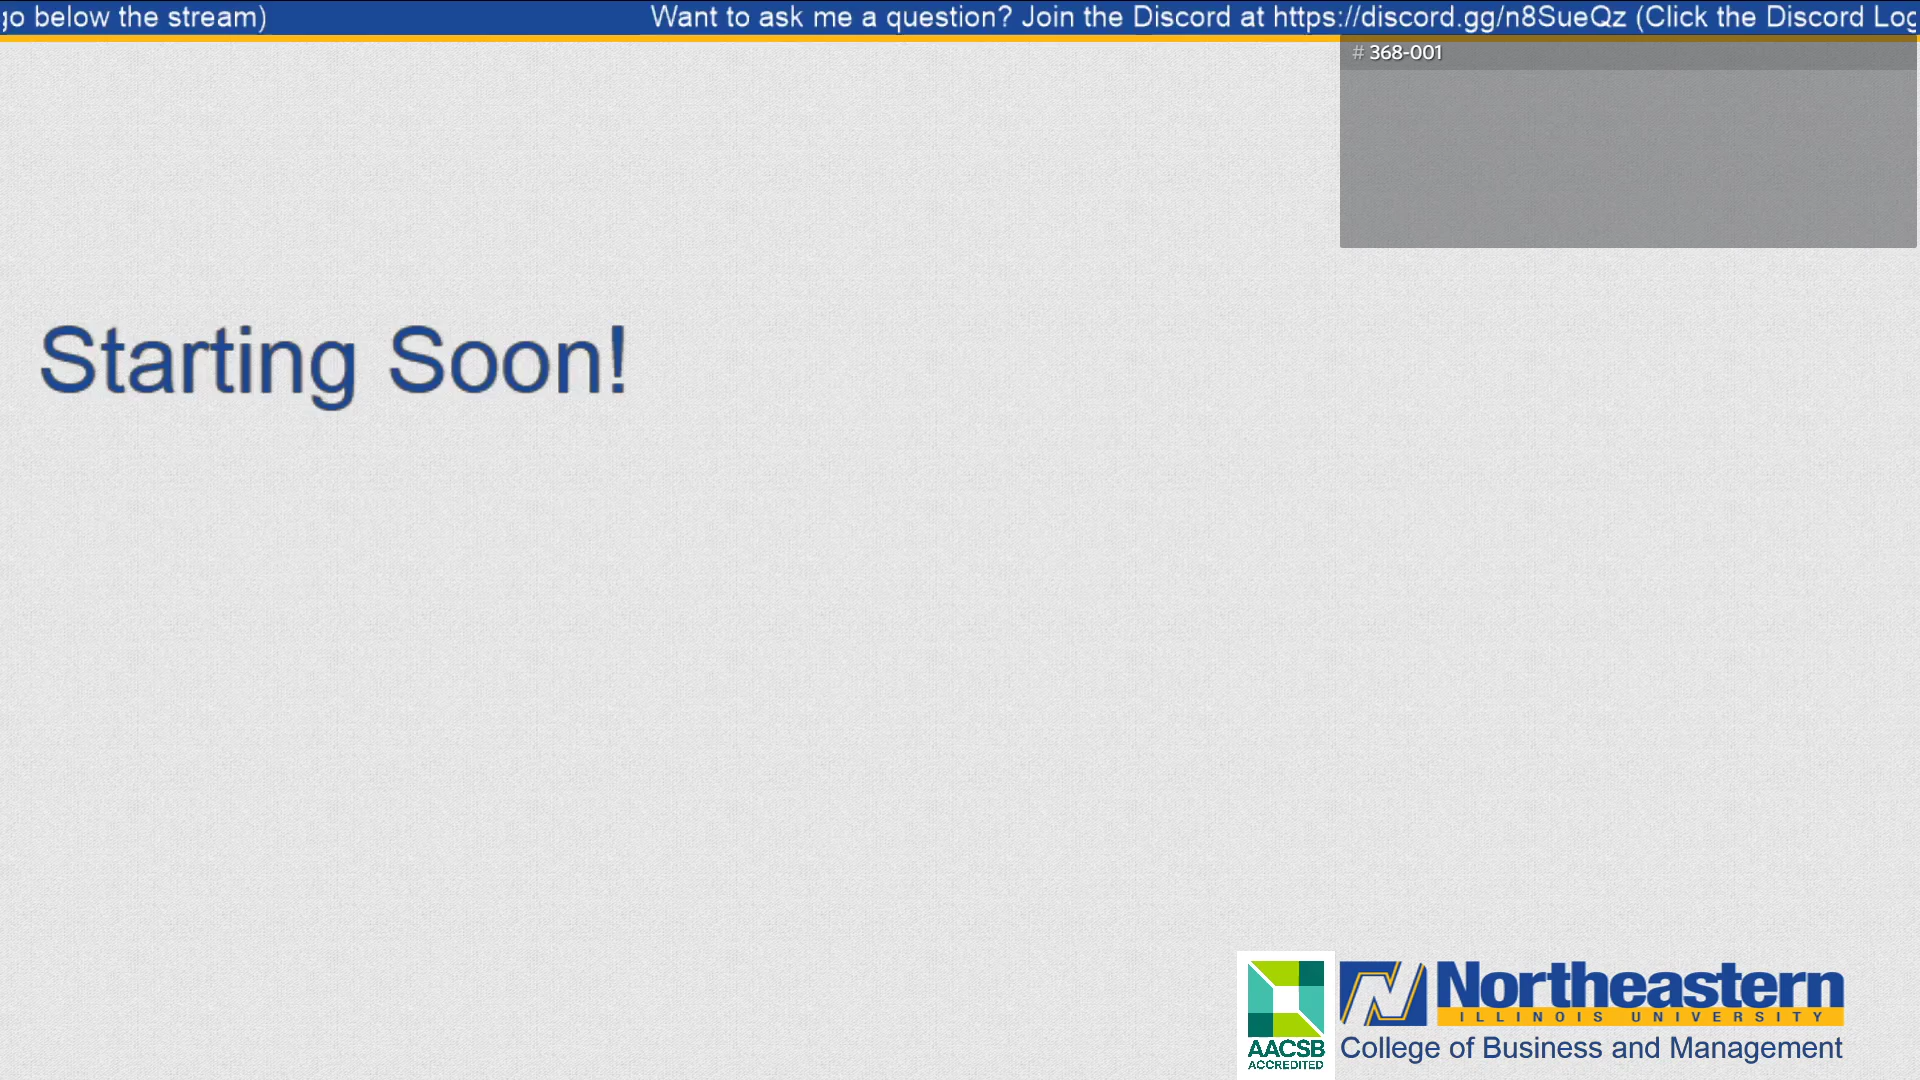 go below the stream) Want to ask me a question? Join the Discord at https://discord.gg/n8SueQz (Click the Discord Log
# 368-001
Starting Soon!
AACSB
ACCREDITED
Northeastern
ILLINOIS UNIVERSITY
College of Business and Management